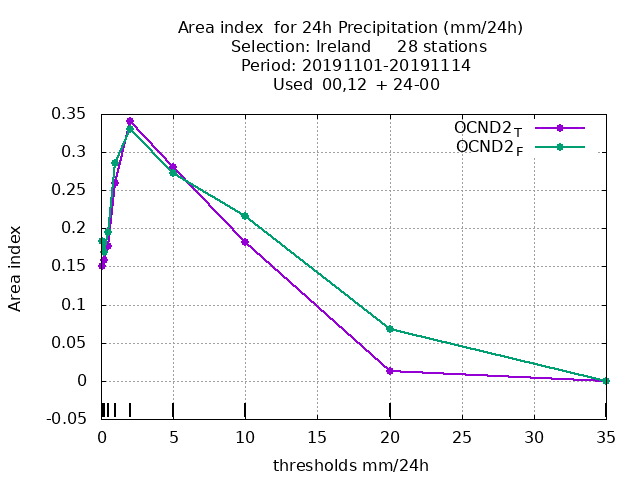 Area index for 24h Precipitation (mm/24h)
Selection: Ireland 28 stations
Period: 20191101-20191114
Used 00,12 + 24-00
OCND2T
OCND2F
Area index
0.35
0.3
0.25
0.2
0.15
0.1
0.05
0
-0.05
0 5 10 15 20 25 30 35
thresholds mm/24h